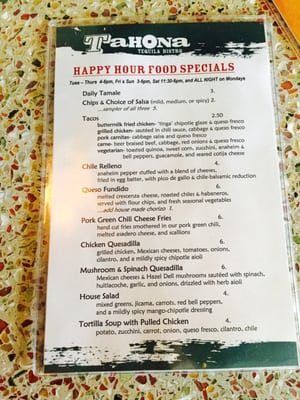 Tahona
TEQUILA BISTRO
HAPPY HOUR FOOD SPECIALS
Tues - Thurs 4-6pm, Fri & Sun 3-6pm, Sat 11:30-6pm, and ALL NIGHT on Mondays
Daily Tamale 3.
Chips & Choice of Salsa (mild, medium, or spicy) 2.
...sampler of all three 5.
Tacos 2.50
buttermilk fried chicken- 'tinga' chipotle glaze & queso fresco
grilled chicken- sautéed in chili sauce, cabbage & queso fresco
pork carnitas- cabbage salsa and queso fresco
carne- beer braised beef, cabbage, red onions & queso fresco
vegetarian- roasted quinoa, sweet corn, zucchini, anaheim &
bell peppers, guacamole, and seared cotija cheese
Chile Relleno 4.
anaheim pepper stuffed with a blend of cheeses,
fried in egg batter, with pico de gallo & chile-balsamic reduction
Queso Fundido 6.
melted crescenza cheese, roasted chiles & habaneros,
served with flour chips, and fresh seasonal vegetables
...add house made chorizo 1.
Pork Green Chili Cheese Fries 6.
hand cut fries smothered in our pork green chili,
melted asadero cheese, and scallions
Chicken Quesadilla 6.
grilled chicken, Mexican cheeses, tomatoes, onions,
cilantro, and a mildly spicy chipotle aioli
Mushroom & Spinach Quesadilla 6.
Mexican cheeses & Hazel Dell mushrooms sautéed with spinach,
huitlacoche, garlic, and onions, drizzled with herb aioli
House Salad 4.
mixed greens, jicama, carrots, red bell peppers,
and a mildly spicy mango-chipotle dressing
Tortilla Soup with Pulled Chicken 4.
potato, zucchini, carrot, onion, queso fresco, cilantro, chile